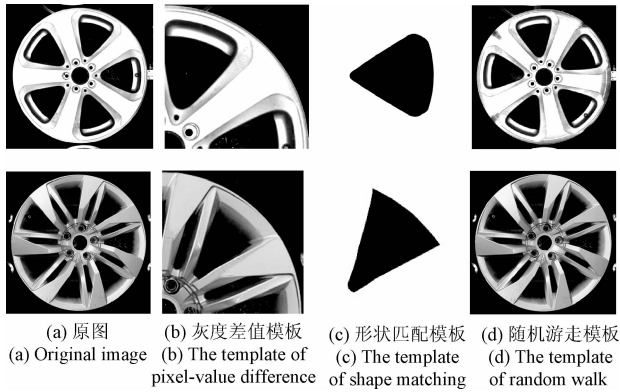 (a) 原图
(a) Original image
(b) 灰度差值模板
(b) The template of
pixel-value difference
(c) 形状匹配模板
(c) The template
of shape matching
(d) 随机游走模板
(d) The template
of random walk